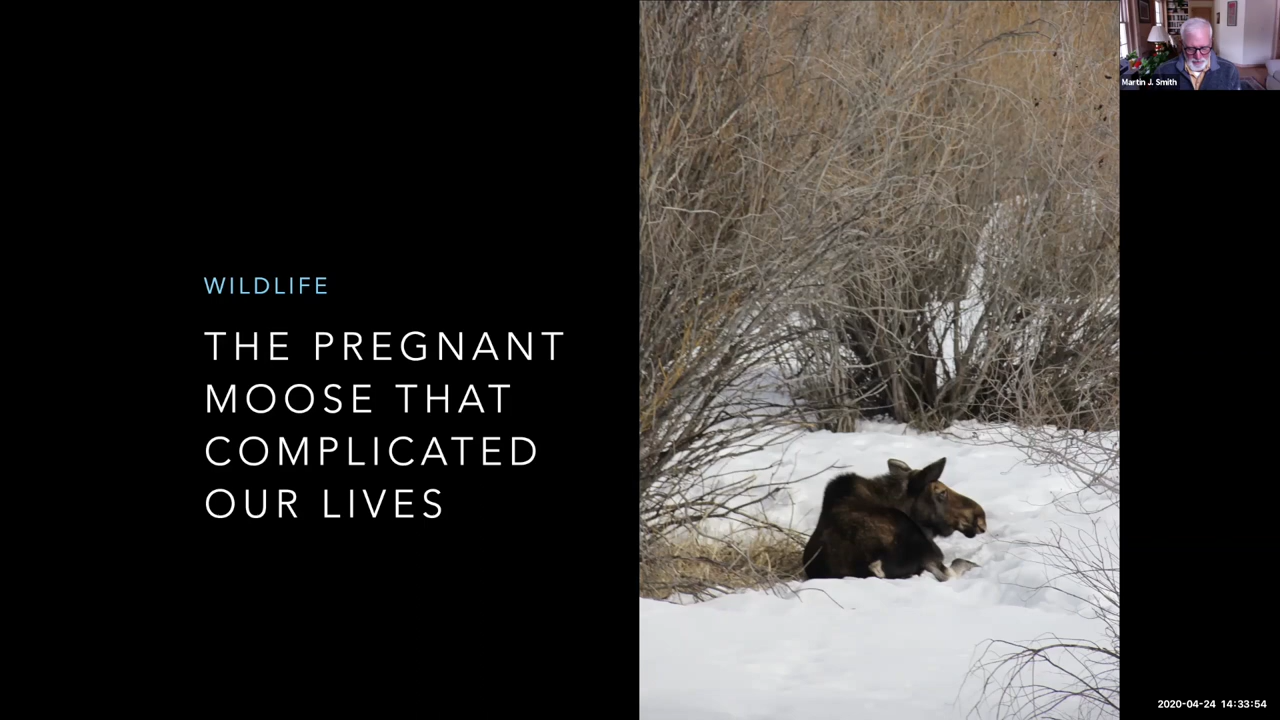 WILDLIFE
THE PREGNANT
MOOSE THAT
COMPLICATED
OUR LIVES
Martin J. Smith
2020-04-24 14:33:54